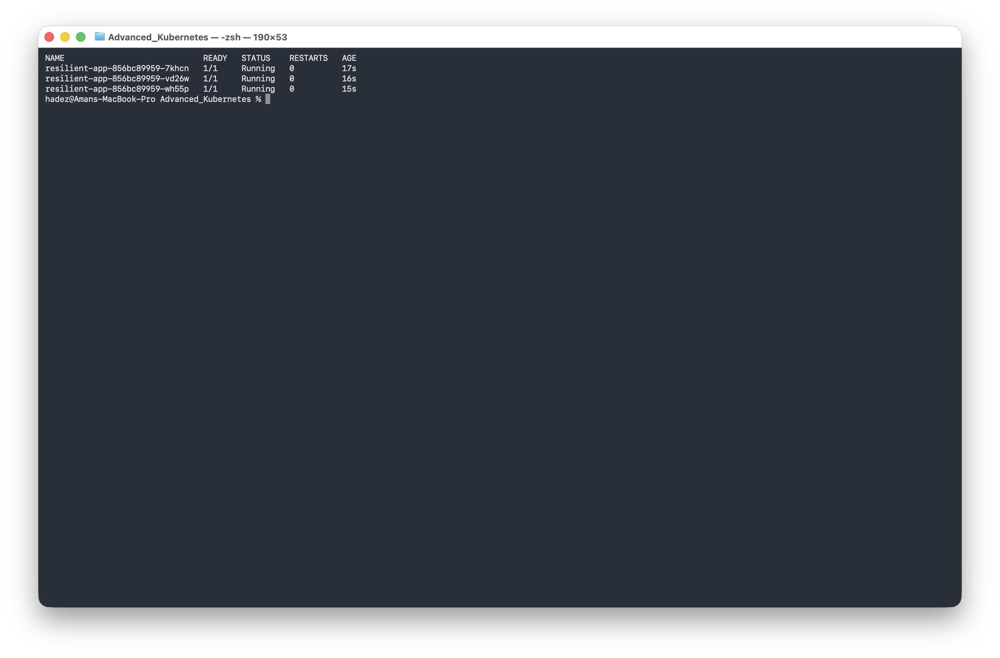 Advanced_Kubernetes — -zsh — 190×53
NAME                             READY   STATUS    RESTARTS   AGE
resilient-app-856bc89959-7khcn   1/1     Running   0          17s
resilient-app-856bc89959-vd26w   1/1     Running   0          16s
resilient-app-856bc89959-wh55p   1/1     Running   0          15s
hadez@Amans-MacBook-Pro Advanced_Kubernetes %